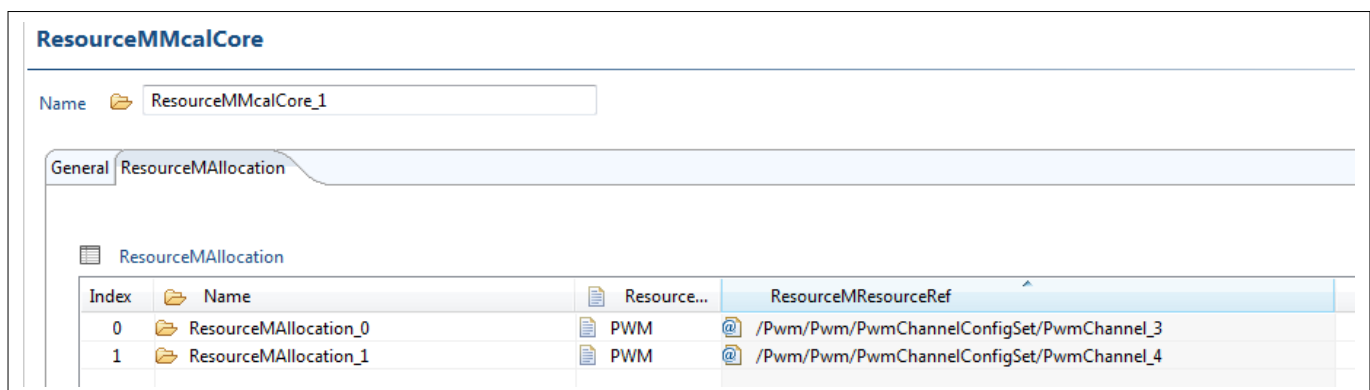 ResourceMMcalCore
Name ResourceMMcalCore_1
General ResourceMAllocation
ResourceMAllocation
Index Name Resource... ResourceMResourceRef
0 ResourceMAllocation_0 PWM /Pwm/Pwm/PwmChannelConfigSet/PwmChannel_3
1 ResourceMAllocation_1 PWM /Pwm/Pwm/PwmChannelConfigSet/PwmChannel_4